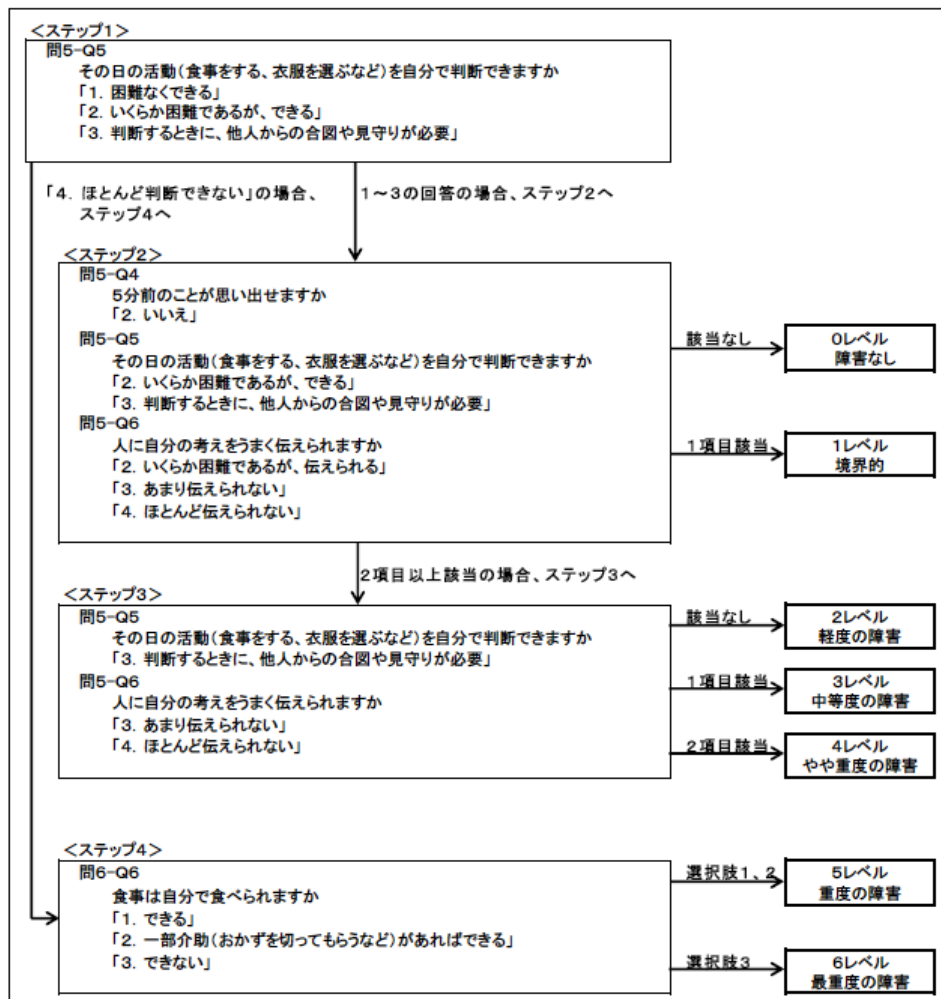 ＜ステップ1＞
問5-Q5
その日の活動（食事をする、衣服を選ぶなど）を自分で判断できますか
「1．困難なくできる」
「2．いくらか困難であるが、できる」
「3．判断するときに、他人からの合図や見守りが必要」
「4．ほとんど判断できない」の場合、
ステップ4へ
1～3の回答の場合、ステップ2へ
＜ステップ2＞
問5-Q4
5分前のことが思い出せますか
「2．いいえ」
問5-Q5
その日の活動（食事をする、衣服を選ぶなど）を自分で判断できますか
「2．いくらか困難であるが、できる」
「3．判断するときに、他人からの合図や見守りが必要」
問5-Q6
人に自分の考えをうまく伝えられますか
「2．いくらか困難であるが、伝えられる」
「3．あまり伝えられない」
「4．ほとんど伝えられない」
該当なし
0レベル
障害なし
1項目該当
1レベル
境界的
2項目以上該当の場合、ステップ3へ
＜ステップ3＞
問5-Q5
その日の活動（食事をする、衣服を選ぶなど）を自分で判断できますか
「3．判断するときに、他人からの合図や見守りが必要」
問5-Q6
人に自分の考えをうまく伝えられますか
「3．あまり伝えられない」
「4．ほとんど伝えられない」
該当なし
2レベル
軽度の障害
1項目該当
3レベル
中等度の障害
2項目該当
4レベル
やや重度の障害
＜ステップ4＞
問6-Q6
食事は自分で食べられますか
「1．できる」
「2．一部介助（おかずを切ってもらうなど）があればできる」
「3．できない」
選択肢1、2
5レベル
重度の障害
選択肢3
6レベル
最重度の障害